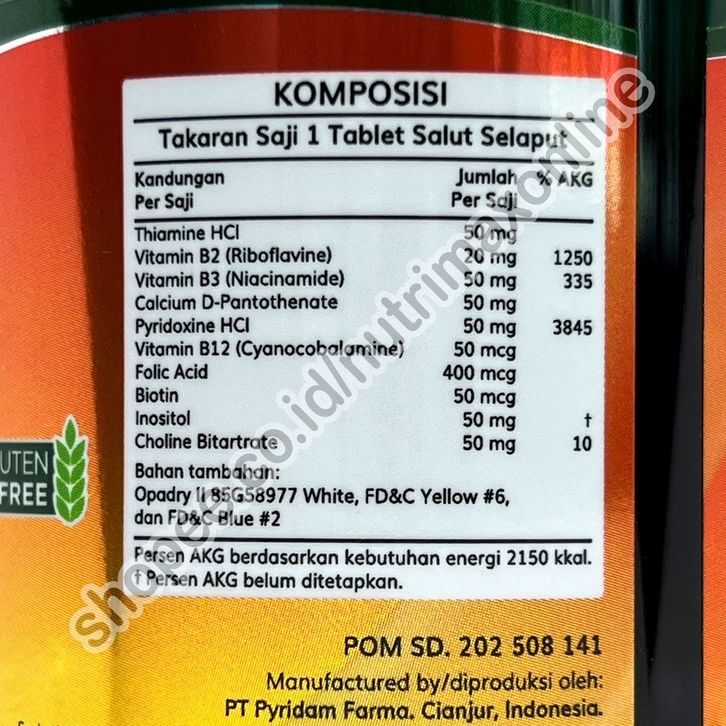 KOMPOSISI
Takaran Saji 1 Tablet Salut Selaput
Kandungan Per Saji Jumlah Per Saji % AKG
Thiamine HCl 50 mg
Vitamin B2 (Riboflavine) 20 mg 1250
Vitamin B3 (Niacinamide) 50 mg 335
Calcium D-Pantothenate 50 mg
Pyridoxine HCl 50 mg 3845
Vitamin B12 (Cyanocobalamine) 50 mcg
Folic Acid 400 mcg
Biotin 50 mcg
Inositol 50 mg †
Choline Bitartrate 50 mg 10
Bahan tambahan:
Opadry II 85G58977 White, FD&C Yellow #6,
dan FD&C Blue #2
Persen AKG berdasarkan kebutuhan energi 2150 kkal.
† Persen AKG belum ditetapkan.
POM SD. 202 508 141
Manufactured by/diproduksi oleh:
PT Pyridam Farma. Cianjur, Indonesia.
UTEN
FREE
shopee.co.id/nutrimaxonline